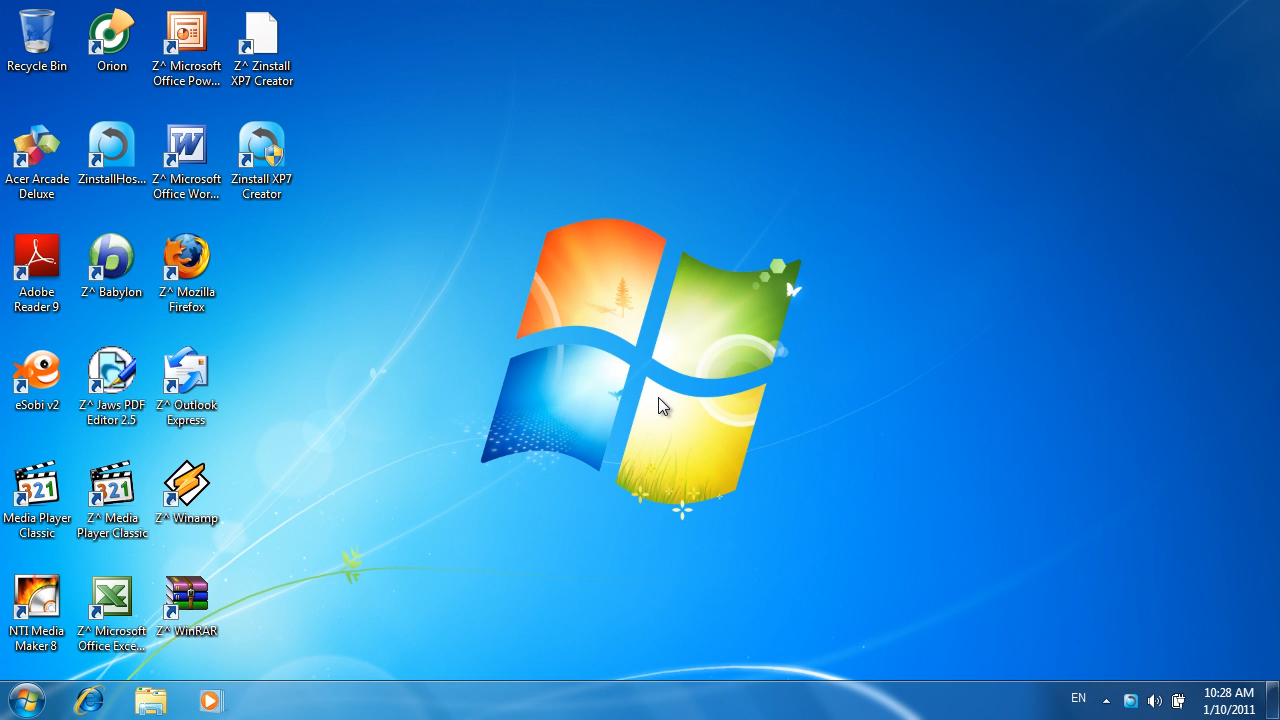 Recycle Bin
Orion
Z^ Microsoft
Office Pow...
Z^ Zinstall
XP7 Creator
Acer Arcade
Deluxe
ZinstallHos...
Z^ Microsoft
Office Wor...
Zinstall XP7
Creator
Adobe
Reader 9
Z^ Babylon
Z^ Mozilla
Firefox
eSobi v2
Z^ Jaws PDF
Editor 2.5
Z^ Outlook
Express
Media Player
Classic
Z^ Media
Player Classic
Z^ Winamp
NTI Media
Maker 8
Z^ Microsoft
Office Exce...
Z^ WinRAR
321
321
EN
10:28 AM
1/10/2011